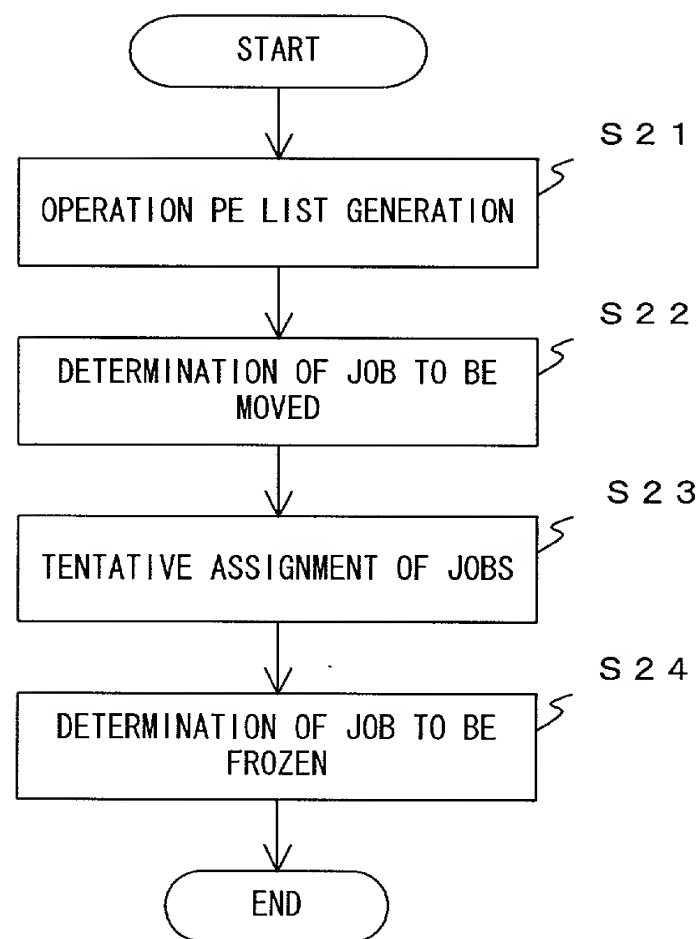 START
S21
OPERATION PE LIST GENERATION
S22
DETERMINATION OF JOB TO BE
MOVED
S23
TENTATIVE ASSIGNMENT OF JOBS
S24
DETERMINATION OF JOB TO BE
FROZEN
END